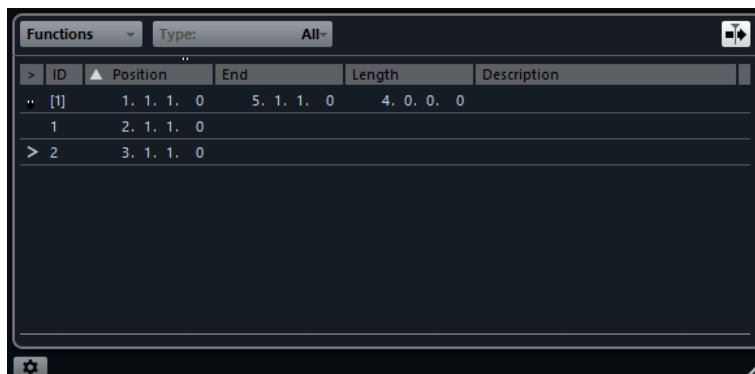 Functions Type: All
> ID Position End Length Description
[1] 1. 1. 1. 0 5. 1. 1. 0 4. 0. 0. 0
1 2. 1. 1. 0
> 2 3. 1. 1. 0